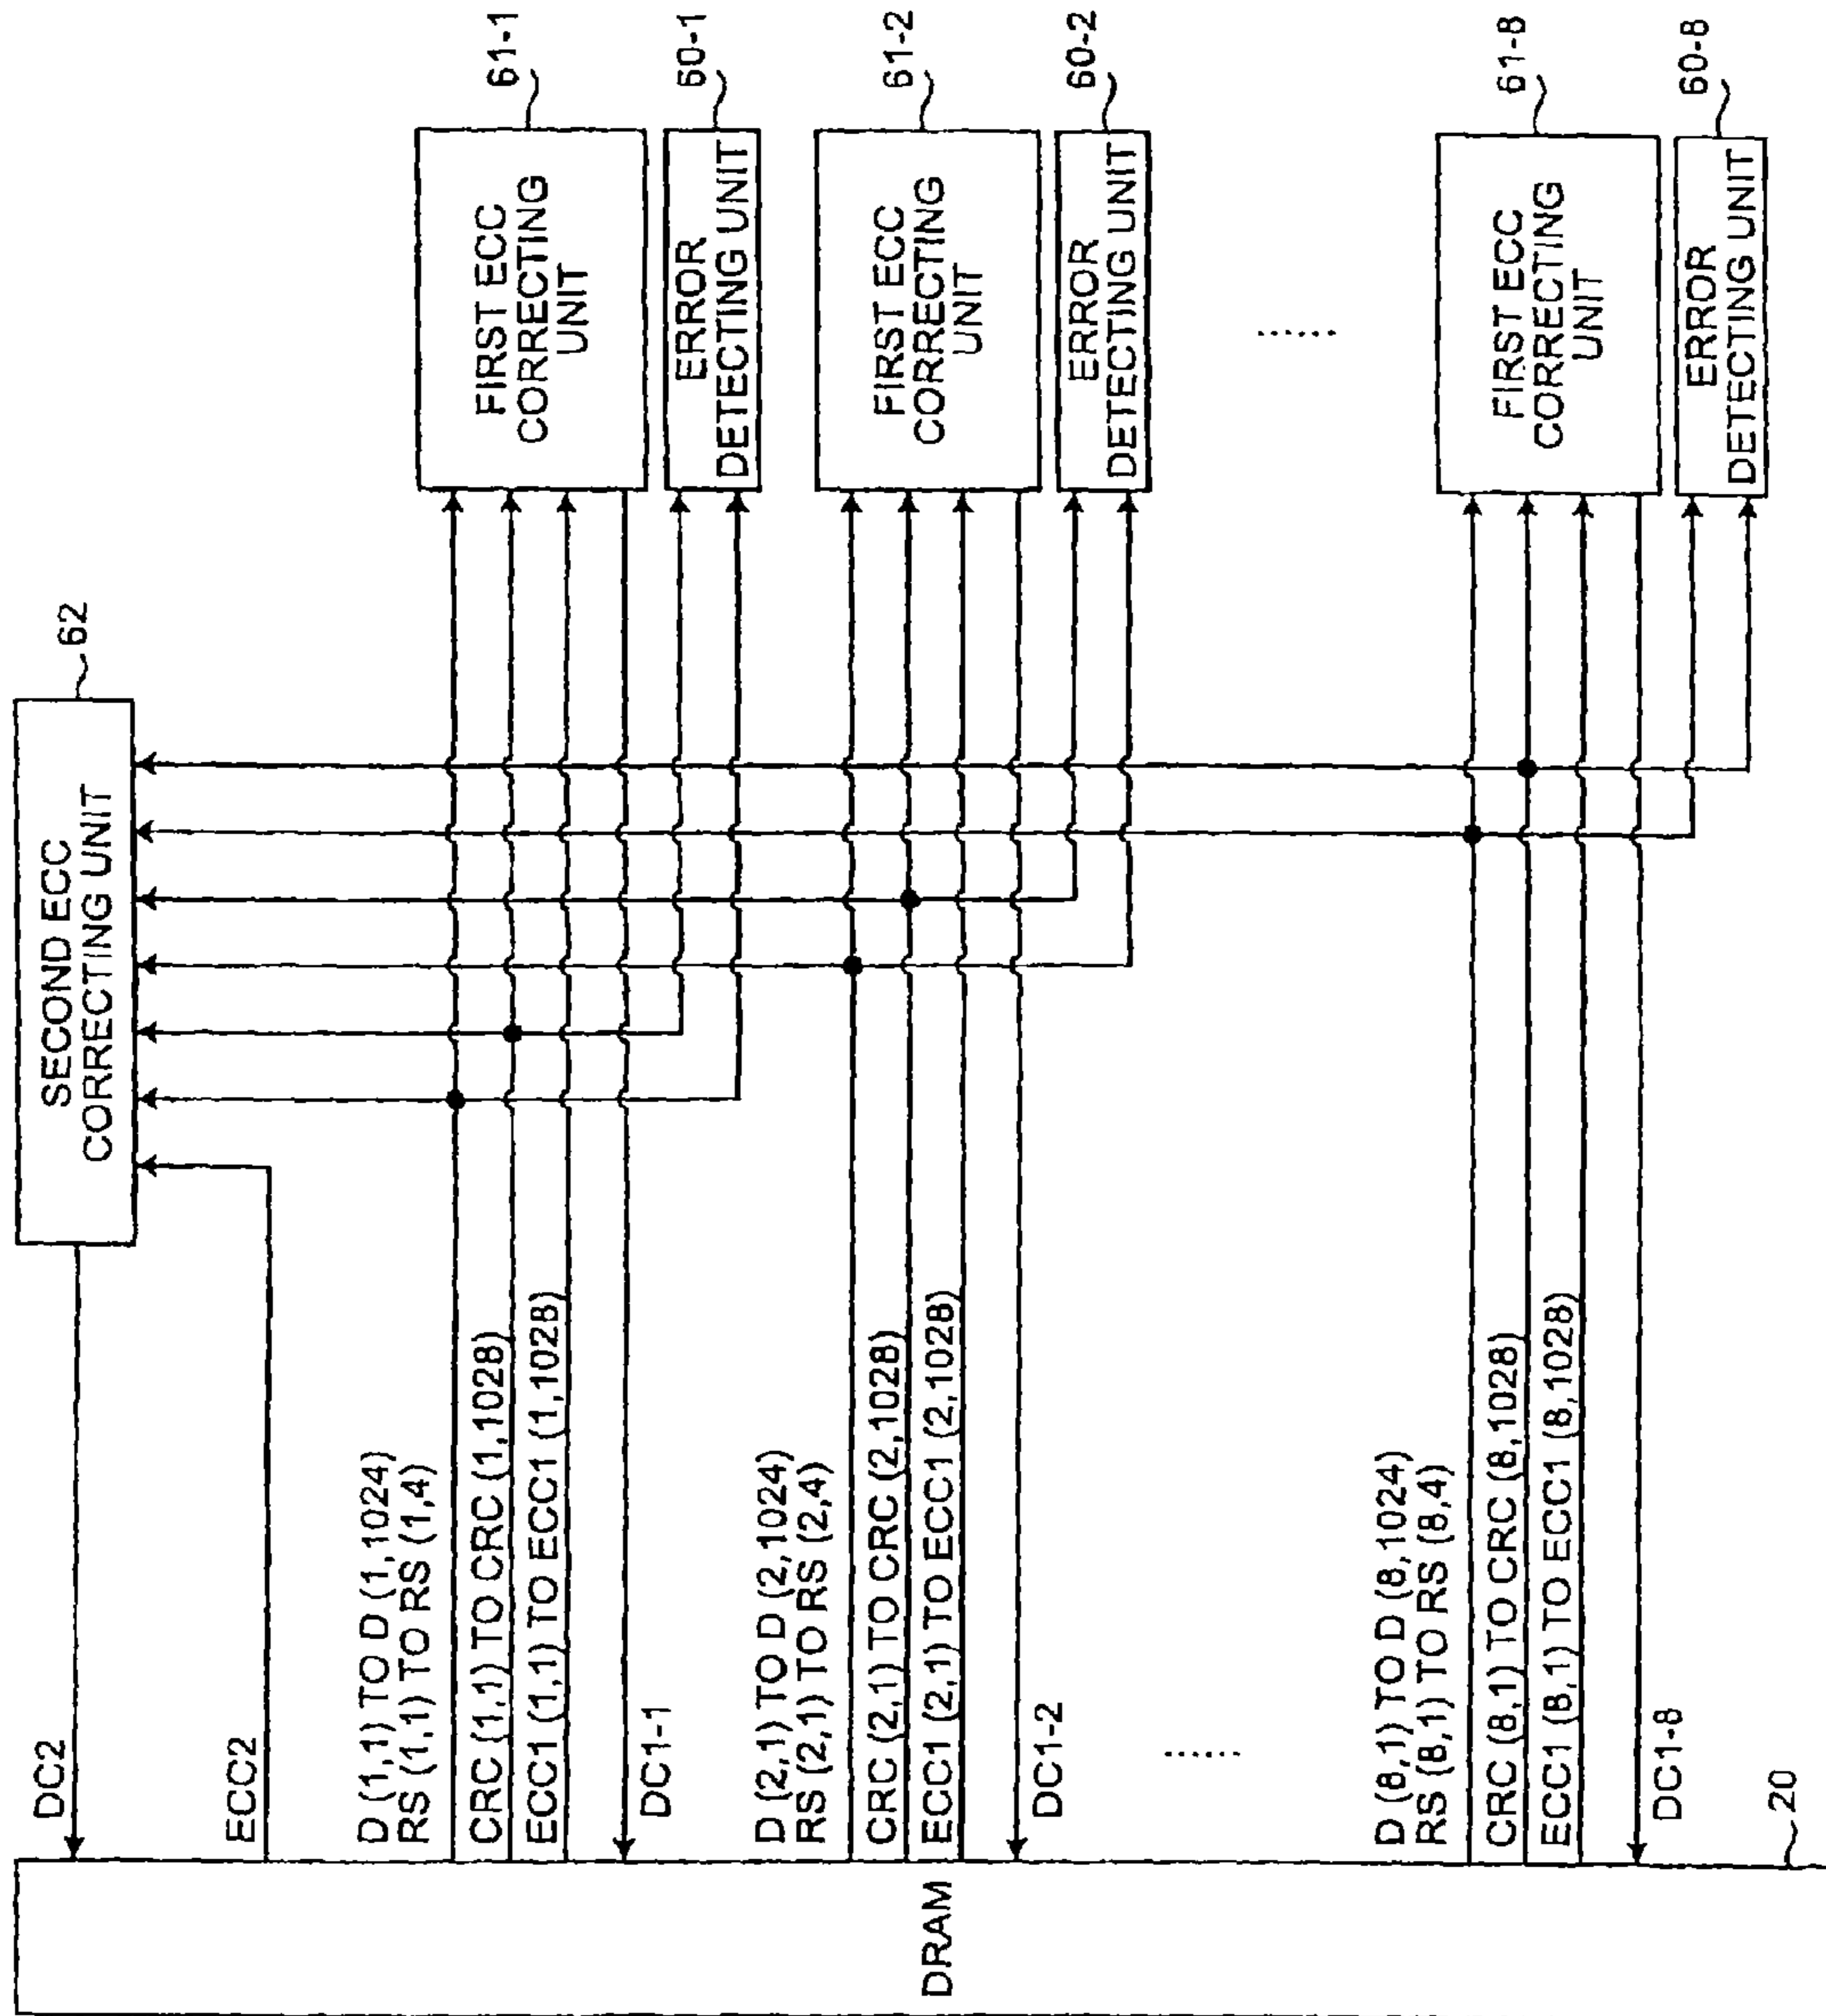 62
SECOND ECC
CORRECTING UNIT
DC2
ECC2
D (1,1) TO D (1,1024)
RS (1,1) TO RS (1,4)
CRC (1,1) TO CRC (1,1028)
ECC1 (1,1) TO ECC1 (1,1028)
DC1-1
FIRST ECC
CORRECTING
UNIT
61-1
ERROR
DETECTING UNIT
60-1
D (2,1) TO D (2,1024)
RS (2,1) TO RS (2,4)
CRC (2,1) TO CRC (2,1028)
ECC1 (2,1) TO ECC1 (2,1028)
DC1-2
FIRST ECC
CORRECTING
UNIT
61-2
ERROR
DETECTING UNIT
60-2
DRAM
......
......
D (8,1) TO D (8,1024)
RS (8,1) TO RS (8,4)
CRC (8,1) TO CRC (8,1028)
ECC1 (8,1) TO ECC1 (8,1028)
DC1-8
FIRST ECC
CORRECTING
UNIT
61-8
ERROR
DETECTING UNIT
60-8
20